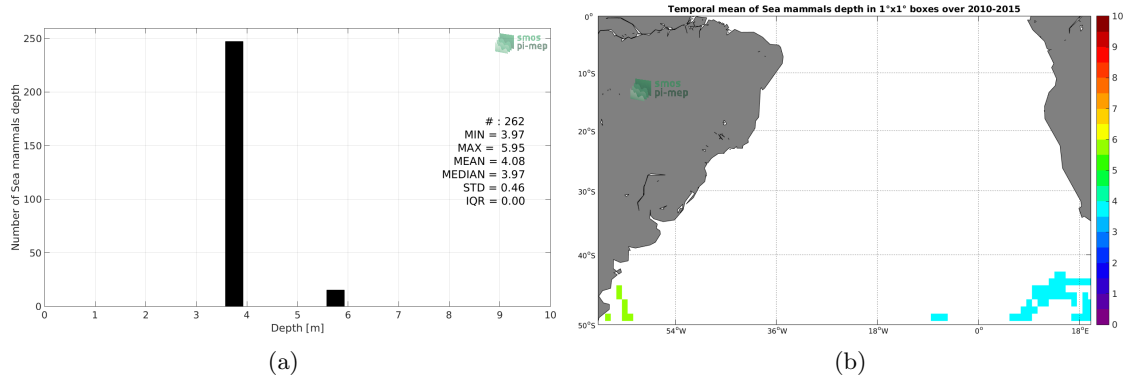 Temporal mean of Sea mammals depth in 1°x1° boxes over 2010-2015
smos
pi-mep
# : 262
MIN = 3.97
MAX = 5.95
MEAN = 4.08
MEDIAN = 3.97
STD = 0.46
IQR = 0.00
Number of Sea mammals depth
250
200
150
100
50
0
0 1 2 3 4 5 6 7 8 9 10
Depth [m]
(a)
smos
pi-mep
0°
10°S
20°S
30°S
40°S
50°S
54°W 36°W 18°W 0° 18°E
10
9
8
7
6
5
4
3
2
1
0
(b)